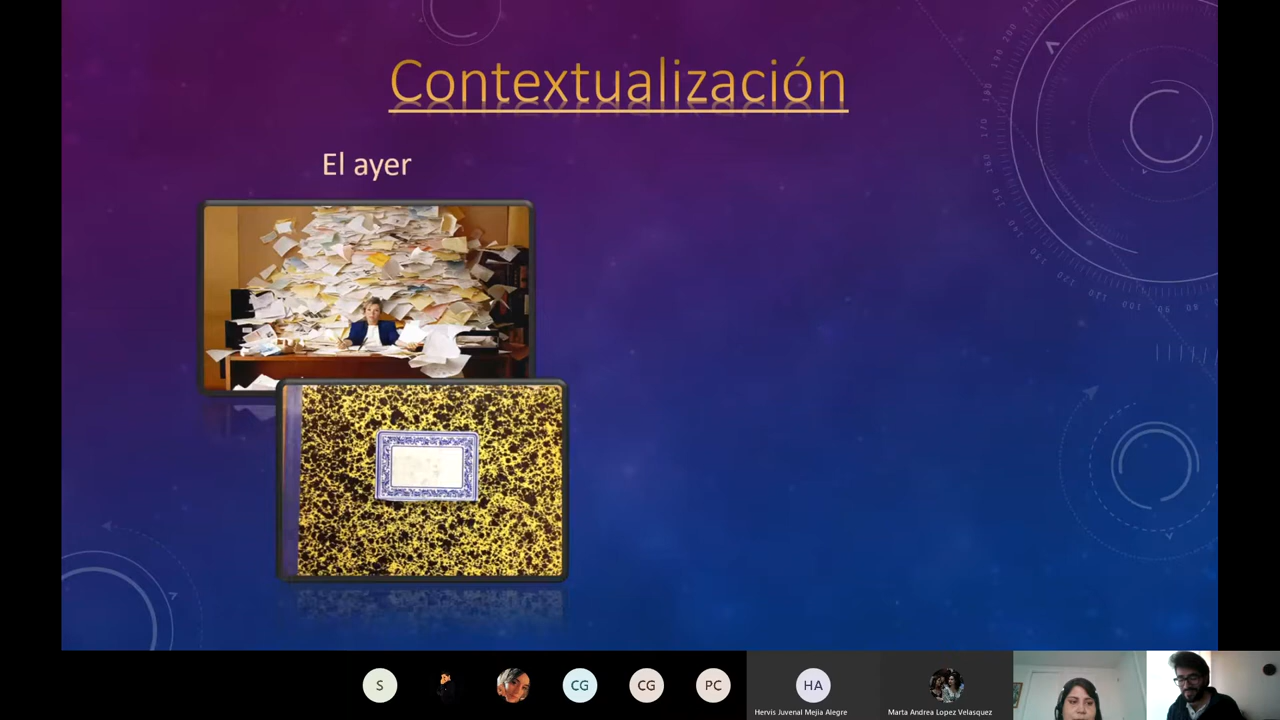 Contextualización
El ayer
S
CG
CG
PC
HA
Hervis Juvenal Mejia Alegre
Marta Andrea Lopez Velasquez